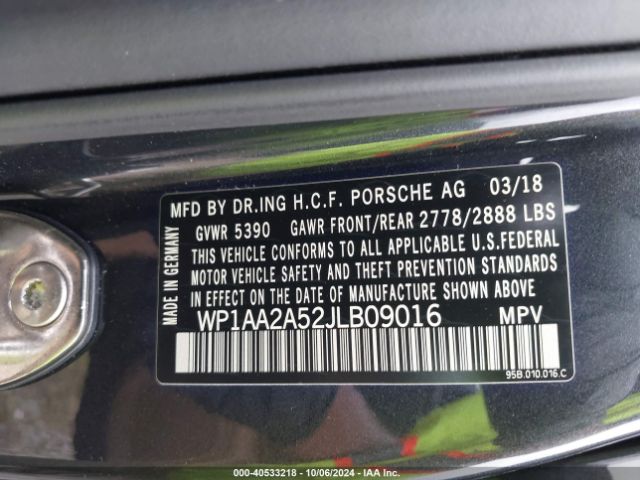 MFD BY DR.ING H.C.F. PORSCHE AG 03/18
GVWR 5390 GAWR FRONT/REAR 2778/2888 LBS
THIS VEHICLE CONFORMS TO ALL APPLICABLE U.S.FEDERAL
MOTOR VEHICLE SAFETY AND THEFT PREVENTION STANDARDS
IN EFFECT ON THE DATE OF MANUFACTURE SHOWN ABOVE
WP1AA2A52JLB09016 MPV
MADE IN GERMANY
95B.010.016.C
000-40533218 - 10/06/2024 - IAA Inc.